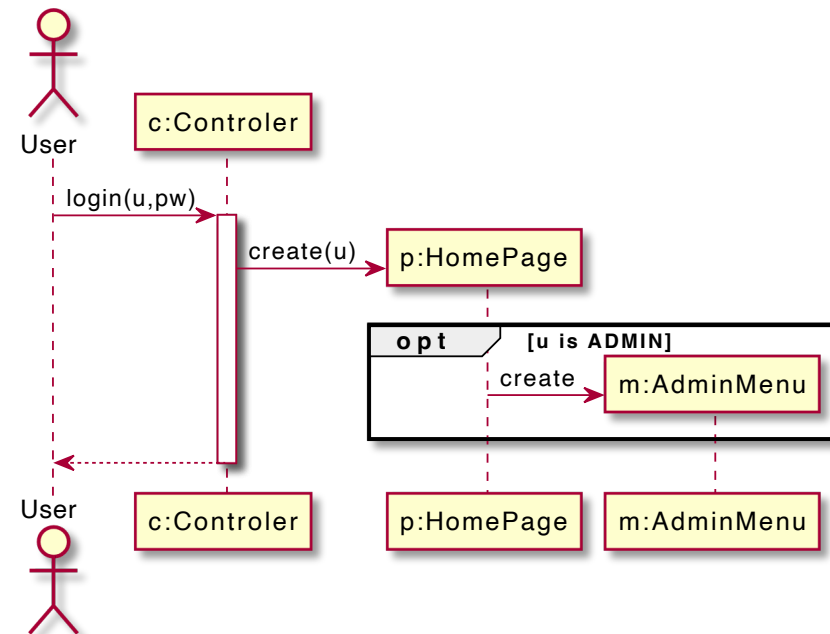 User
c:Controler
login(u,pw)
create(u)
p:HomePage
opt [u is ADMIN]
create
m:AdminMenu
User
c:Controler
p:HomePage
m:AdminMenu